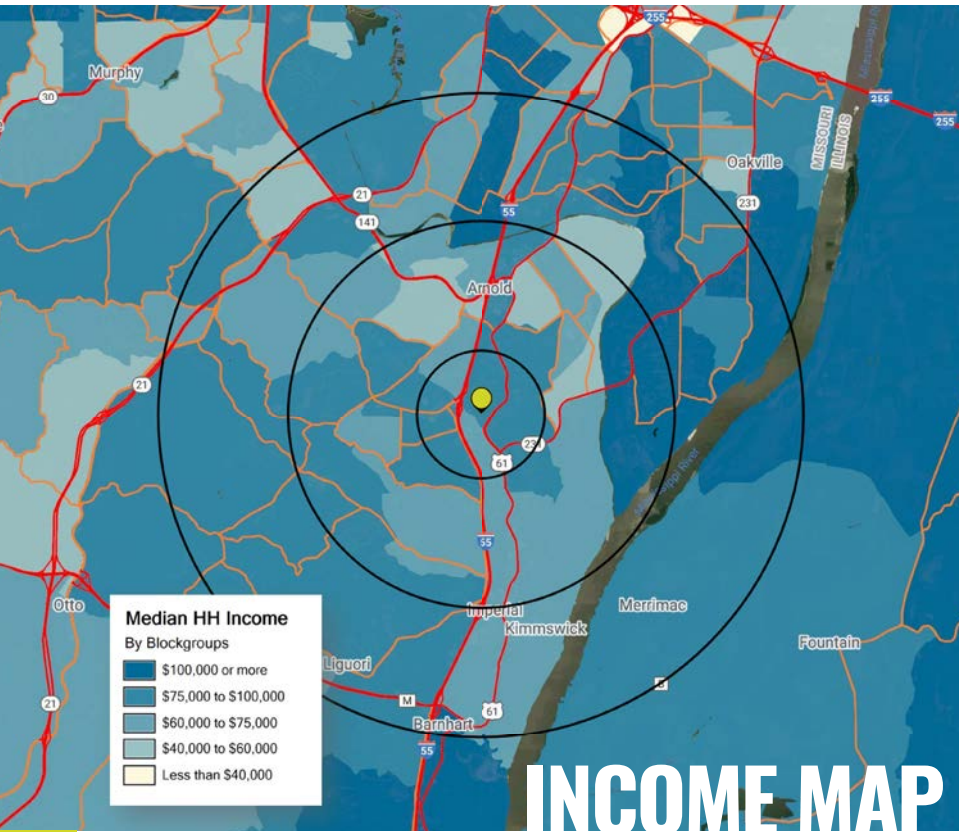 255
Murphy
30
255
255
MISSOURI
ILLINOIS
Oakville
21
231
55
141
Arnold
21
231
61
Mississippi River
55
Otto
Imperial
Merrimac
Kimmswick
Fountain
Liguori
M
B
21
61
Barnhart
55
Median HH Income
By Blockgroups
$100,000 or more
$75,000 to $100,000
$60,000 to $75,000
$40,000 to $60,000
Less than $40,000
INCOME MAP